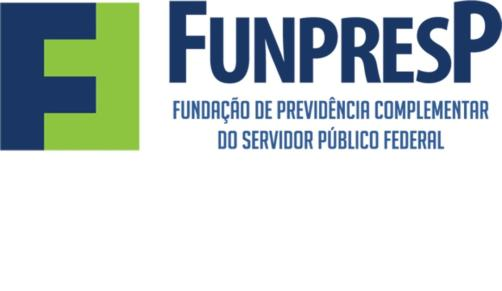 FUNPRESP
FUNDAÇÃO DE PREVIDÊNCIA COMPLEMENTAR
DO SERVIDOR PÚBLICO FEDERAL